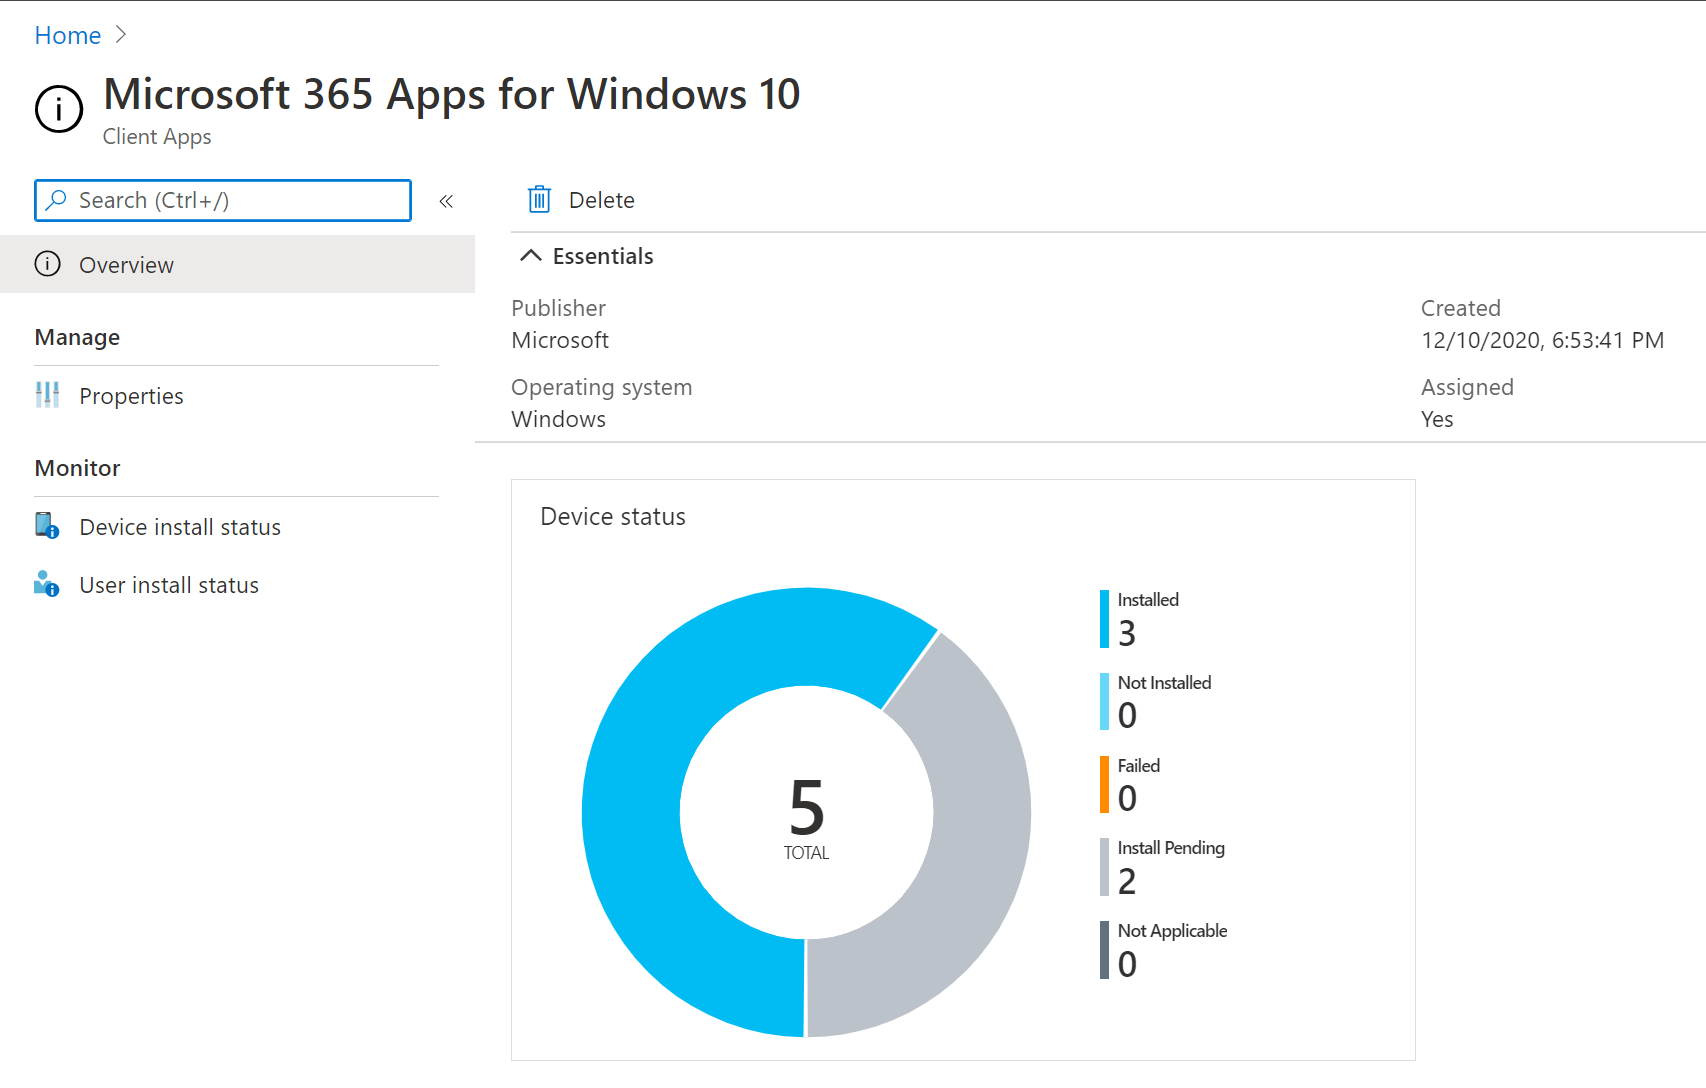 Home
Microsoft 365 Apps for Windows 10
Client Apps
Search (Ctrl+/)
«
Overview
Manage
Properties
Monitor
Device install status
User install status
Delete
Essentials
Publisher
Microsoft
Operating system
Windows
Created
12/10/2020, 6:53:41 PM
Assigned
Yes
Device status
5
TOTAL
Installed
3
Not Installed
0
Failed
0
Install Pending
2
Not Applicable
0